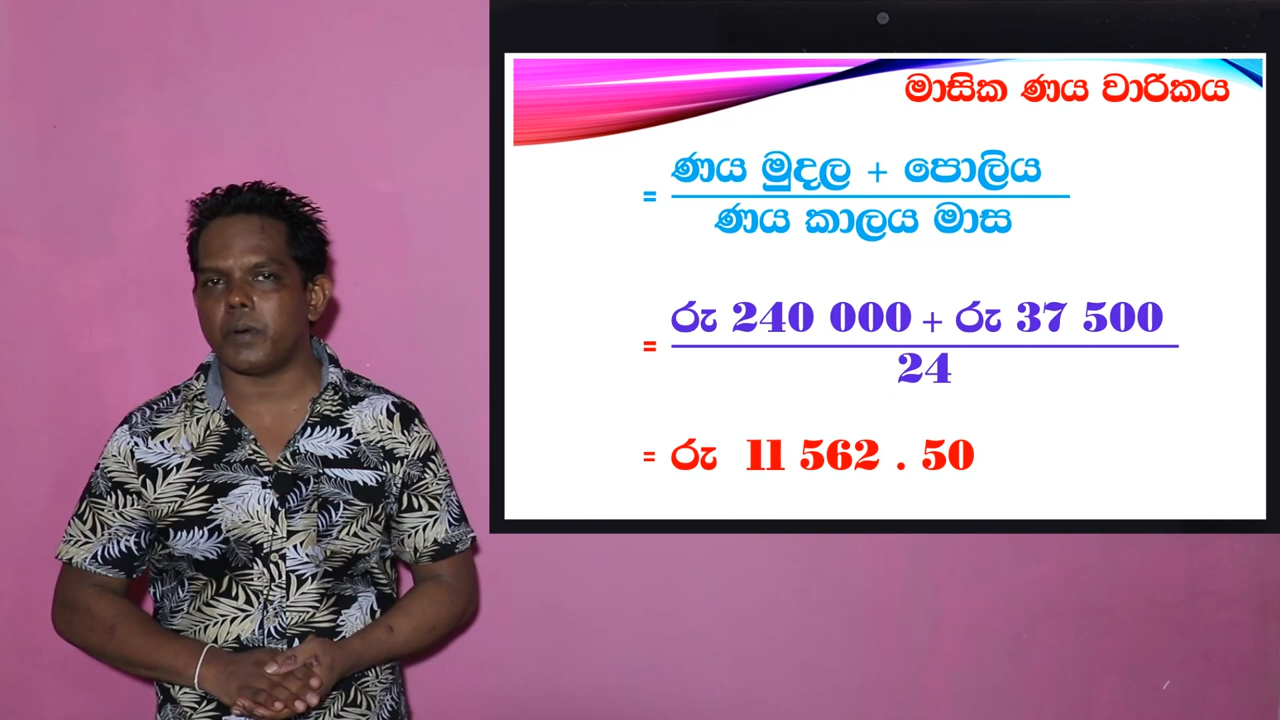 මාසික ණය වාරිකය
= ණය මුදල + පොලිය
ණය කාලය මාස
= රු 240 000 + රු 37 500
24
= රු 11 562 . 50